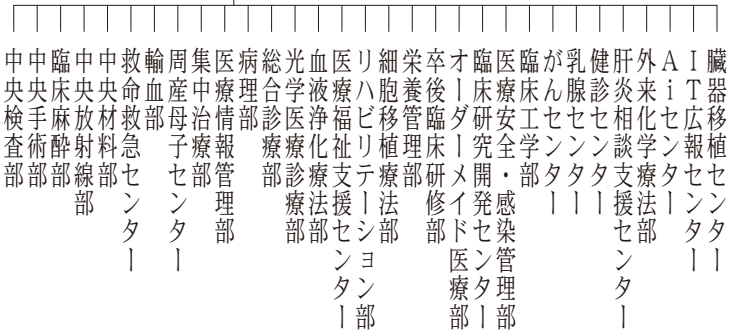 中央検査部
中央手術部
臨床麻酔部
中央放射線部
中央材料部
救命救急センター
輸血部
周産母子センター
集中治療部
医療情報管理部
病理部
総合診療部
光学医療診療部
血液浄化療法部
医療福祉支援センター
リハビリテーション部
細胞移植療法部
栄養管理部
卒後臨床研修部
オーダーメイド医療部
臨床研究開発センター
医療安全・感染管理部
臨床工学部
がんセンター
乳腺センター
健診センター
肝炎相談支援センター
外来化学療法部
Aiセンター
IT広報センター
臓器移植センター